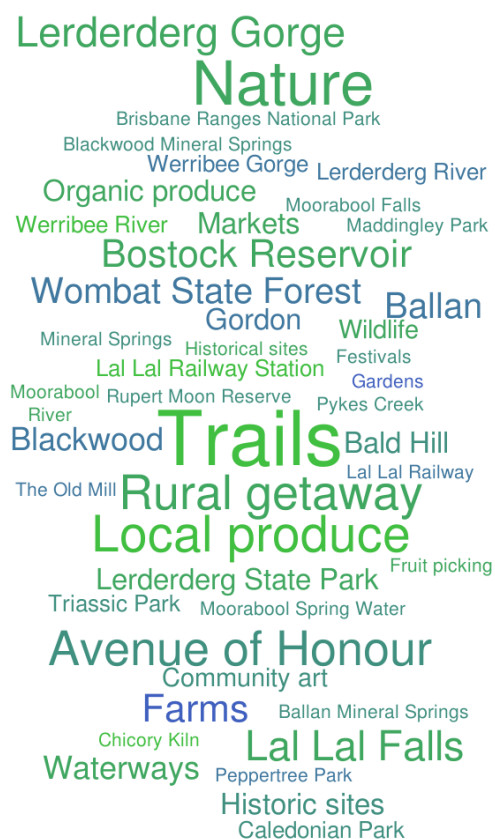 Lerderderg Gorge
Nature
Brisbane Ranges National Park
Blackwood Mineral Springs
Werribee Gorge
Lerderderg River
Organic produce
Moorabool Falls
Werribee River
Markets
Maddingley Park
Bostock Reservoir
Wombat State Forest
Ballan
Gordon
Wildlife
Mineral Springs
Historical sites
Festivals
Lal Lal Railway Station
Gardens
Moorabool
River
Rupert Moon Reserve
Pykes Creek
Trails
Blackwood
Bald Hill
Lal Lal Railway
The Old Mill
Rural getaway
Local produce
Fruit picking
Lerderderg State Park
Triassic Park
Moorabool Spring Water
Avenue of Honour
Community art
Farms
Ballan Mineral Springs
Chicory Kiln
Lal Lal Falls
Waterways
Peppertree Park
Historic sites
Caledonian Park